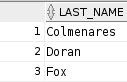 LAST_NAME
1 Colmenares
2 Doran
3 Fox